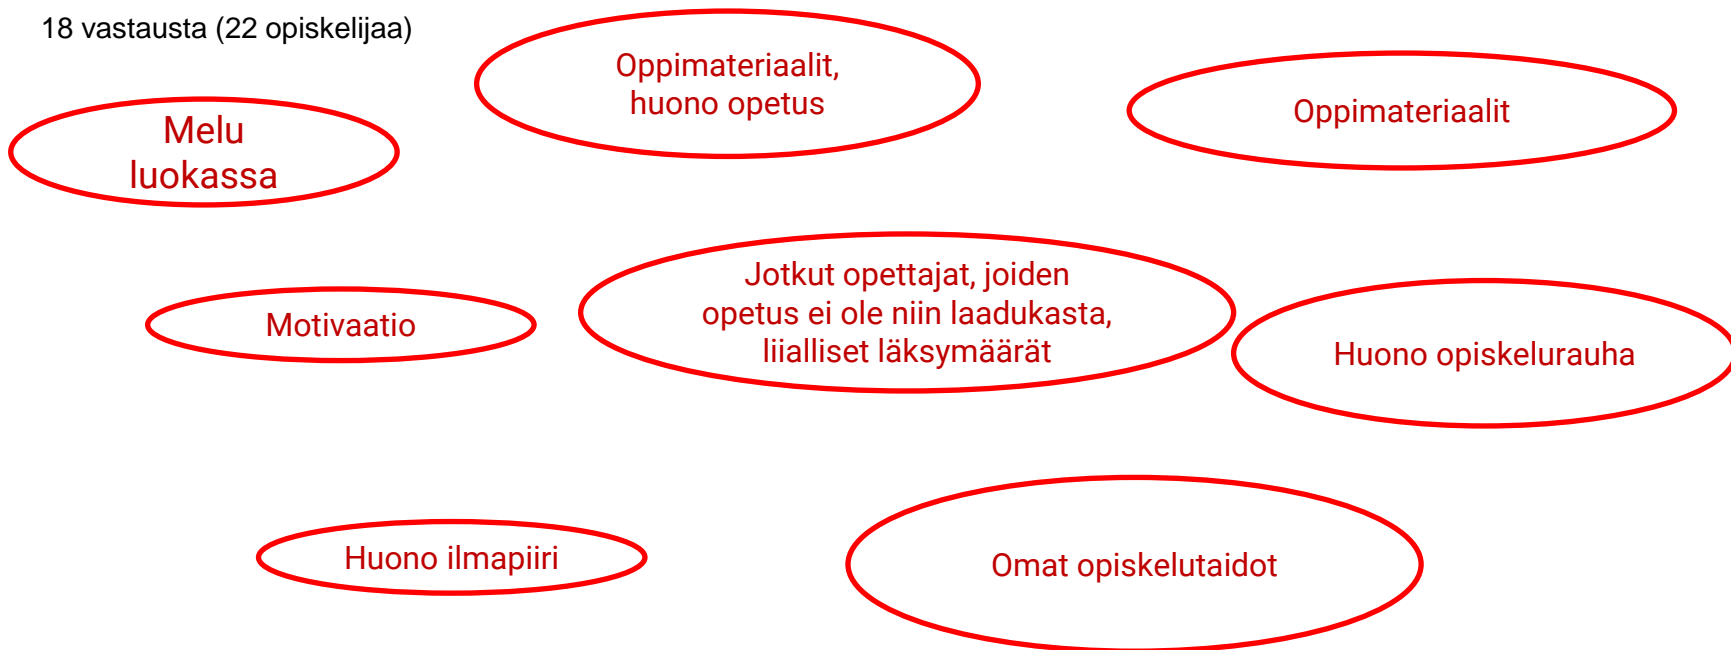 18 vastausta (22 opiskelijaa)
Oppimateriaalit,
huono opetus
Oppimateriaalit
Melu
luokassa
Jotkut opettajat, joiden
opetus ei ole niin laadukasta,
liialliset läksymäärät
Motivaatio
Huono opiskelurauha
Huono ilmapiiri
Omat opiskelutaidot